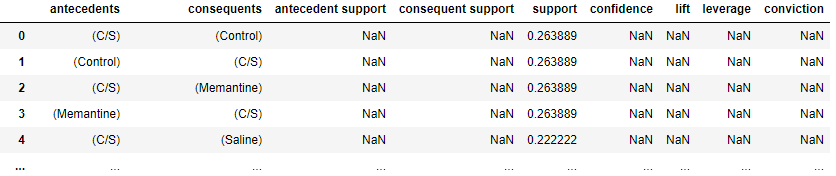 antecedents consequents antecedent support consequent support support confidence lift leverage conviction
0 (C/S) (Control) NaN NaN 0.263889 NaN NaN NaN NaN
1 (Control) (C/S) NaN NaN 0.263889 NaN NaN NaN NaN
2 (C/S) (Memantine) NaN NaN 0.263889 NaN NaN NaN NaN
3 (Memantine) (C/S) NaN NaN 0.263889 NaN NaN NaN NaN
4 (C/S) (Saline) NaN NaN 0.222222 NaN NaN NaN NaN
... ... ... ... ... ... ... ... ... ...